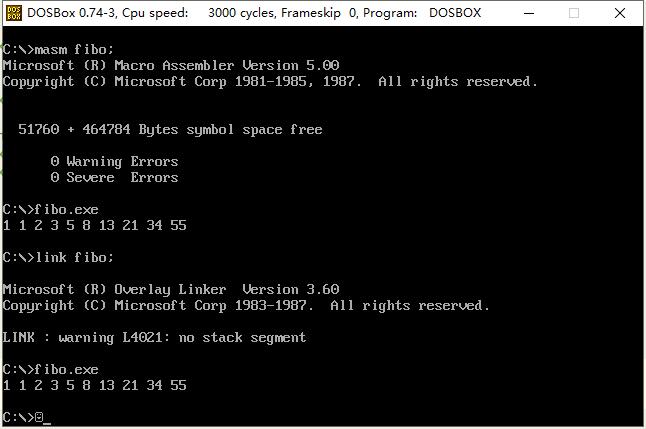 DOSBox 0.74-3, Cpu speed: 3000 cycles, Frameskip 0, Program: DOSBOX
C:\>masm fibo;
Microsoft (R) Macro Assembler Version 5.00
Copyright (C) Microsoft Corp 1981-1985, 1987. All rights reserved.
51760 + 464784 Bytes symbol space free
0 Warning Errors
0 Severe Errors
C:\>fibo.exe
1 1 2 3 5 8 13 21 34 55
C:\>link fibo;
Microsoft (R) Overlay Linker Version 3.60
Copyright (C) Microsoft Corp 1983-1987. All rights reserved.
LINK : warning L4021: no stack segment
C:\>fibo.exe
1 1 2 3 5 8 13 21 34 55
C:\>☺_